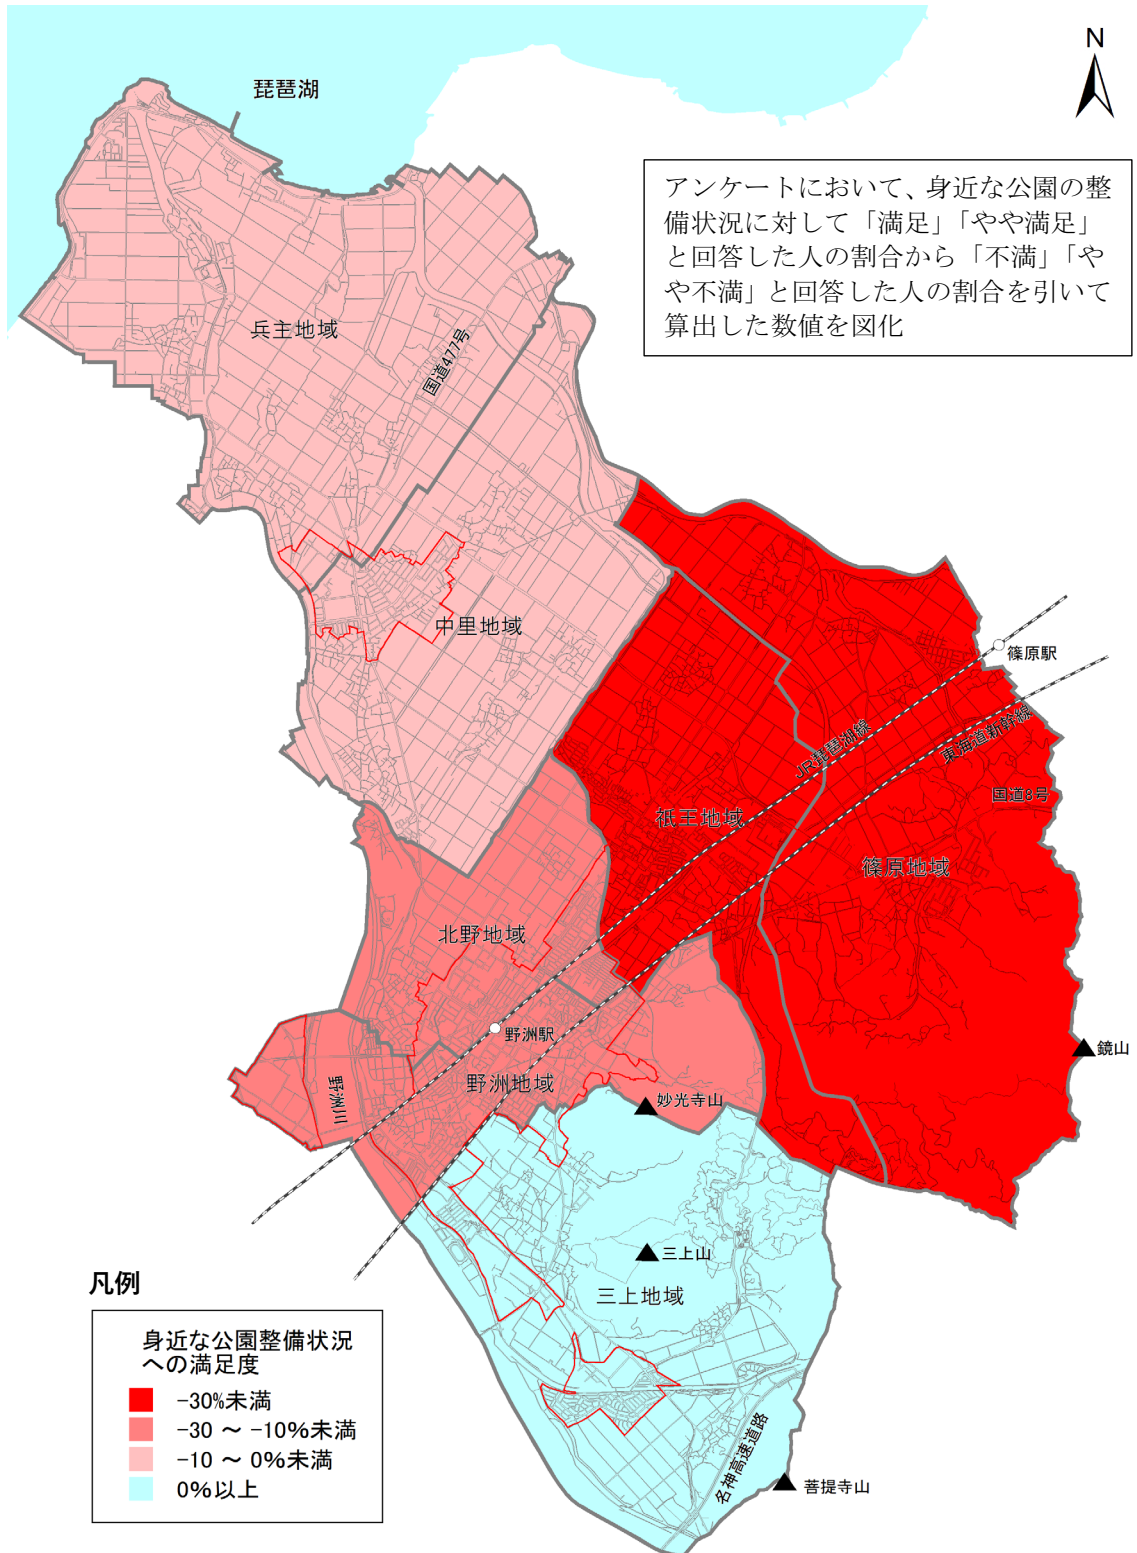 N
琵琶湖
アンケートにおいて、身近な公園の整
備状況に対して「満足」「やや満足」
と回答した人の割合から「不満」「や
や不満」と回答した人の割合を引いて
算出した数値を図化
兵主地域
国道477号
中里地域
篠原駅
JR琵琶湖線
東海道新幹線
国道8号
祇王地域
篠原地域
北野地域
野洲駅
鏡山
野洲地域
野洲川
妙光寺山
三上山
三上地域
名神高速道路
菩提寺山
凡例
身近な公園整備状況
への満足度
-30%未満
-30 ～ -10%未満
-10 ～ 0%未満
0%以上